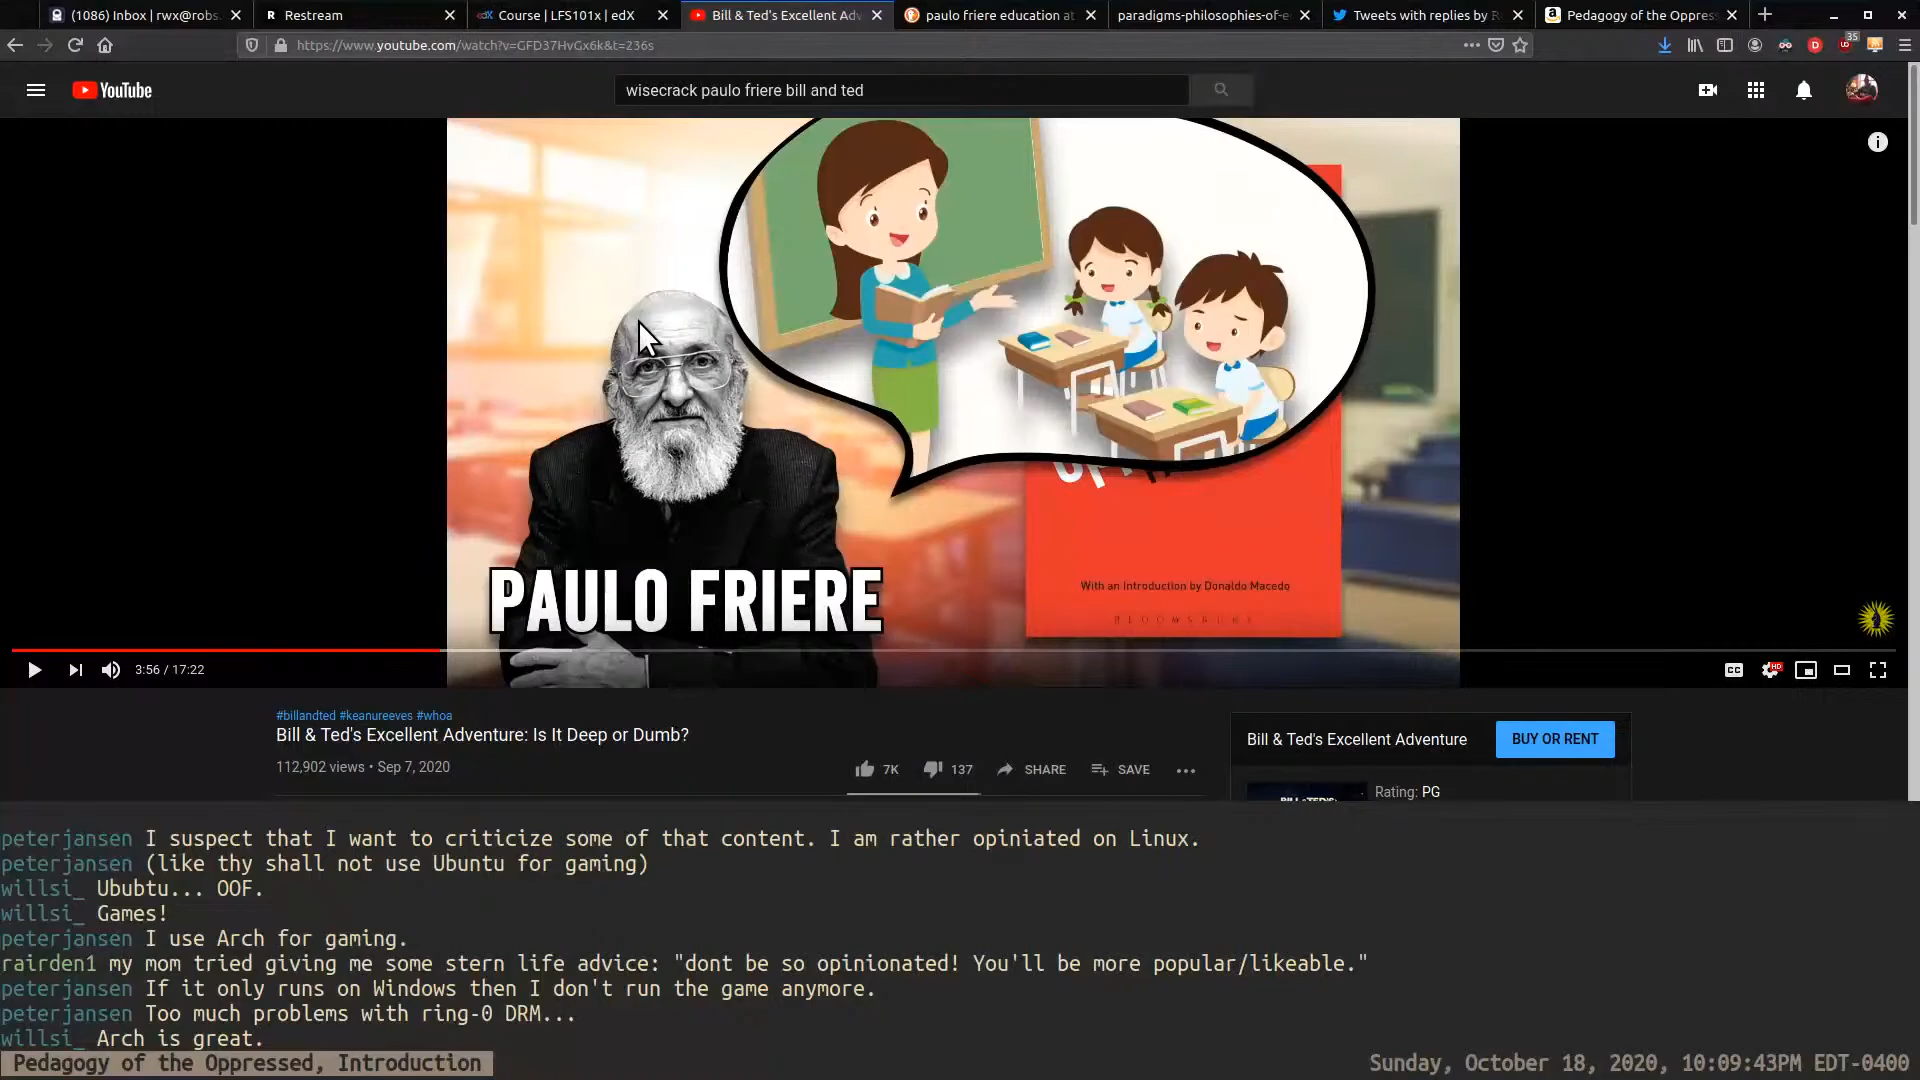 (1086) Inbox | rwx@robs.
Restream
Course | LFS101x | edX
Bill & Ted's Excellent Adv
paulo friere education at
paradigms-philosophies-of-e
Tweets with replies by R
Pedagogy of the Oppress
https://www.youtube.com/watch?v=GFD37HvGx6k&t=236s
35
YouTube
wisecrack paulo friere bill and ted
PAULO FRIERE
With an Introduction by Donaldo Macedo
BLOOMSBURY
3:56 / 17:22
CC
HD
#billandted #keanureeves #whoa
Bill & Ted's Excellent Adventure: Is It Deep or Dumb?
112,902 views • Sep 7, 2020
7K
137
SHARE
SAVE
Bill & Ted's Excellent Adventure
BUY OR RENT
Rating: PG
peterjansen I suspect that I want to criticize some of that content. I am rather opiniated on Linux.
peterjansen (like thy shall not use Ubuntu for gaming)
willsi_ Ububtu... OOF.
willsi_ Games!
peterjansen I use Arch for gaming.
rairden1 my mom tried giving me some stern life advice: "dont be so opinionated! You'll be more popular/likeable."
peterjansen If it only runs on Windows then I don't run the game anymore.
peterjansen Too much problems with ring-0 DRM...
willsi_ Arch is great.
Pedagogy of the Oppressed, Introduction
Sunday, October 18, 2020, 10:09:43PM EDT-0400